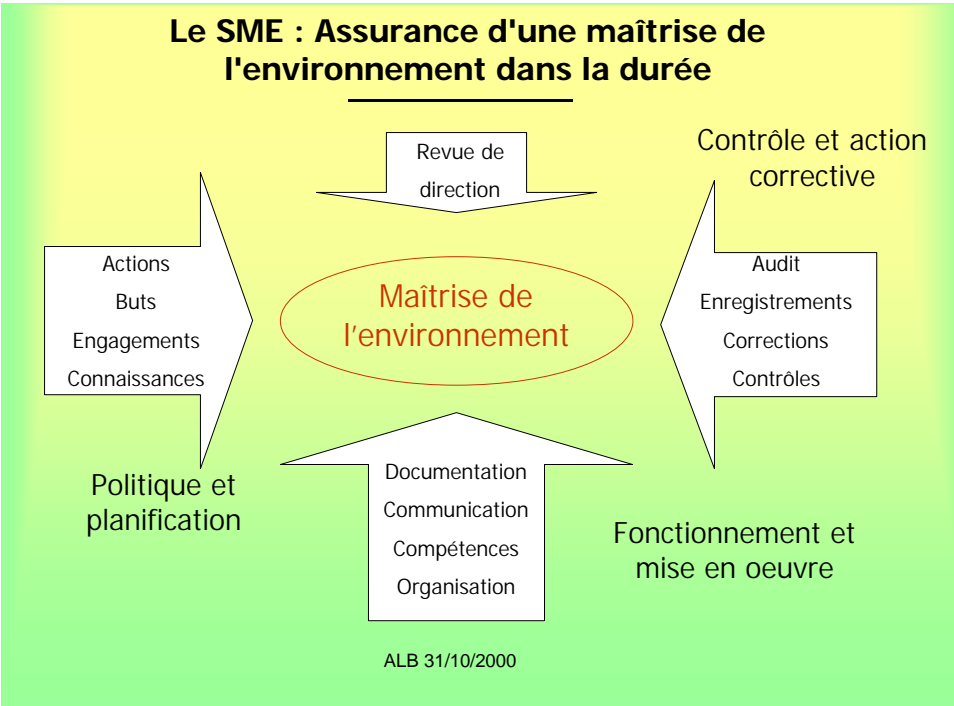 Le SME : Assurance d'une maîtrise de
l'environnement dans la durée
Revue de
direction
Contrôle et action
corrective
Actions
Buts
Engagements
Connaissances
Maîtrise de
l'environnement
Audit
Enregistrements
Corrections
Contrôles
Politique et
planification
Documentation
Communication
Compétences
Organisation
Fonctionnement et
mise en oeuvre
ALB 31/10/2000